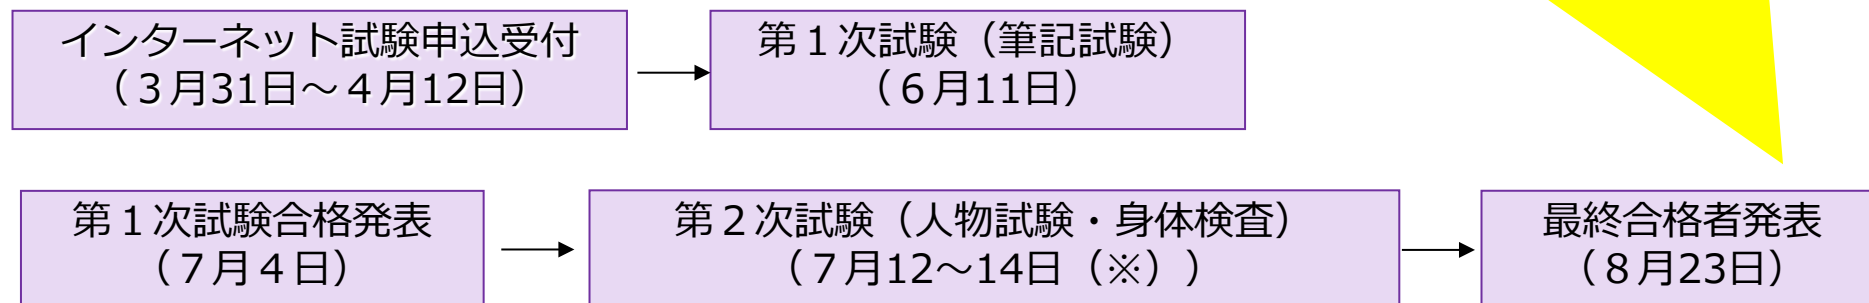 インターネット試験申込受付
（３月31日～４月12日）
第１次試験（筆記試験）
（６月11日）
第１次試験合格発表
（７月４日）
第２次試験（人物試験・身体検査）
（７月12～14日（※））
最終合格者発表
（８月23日）